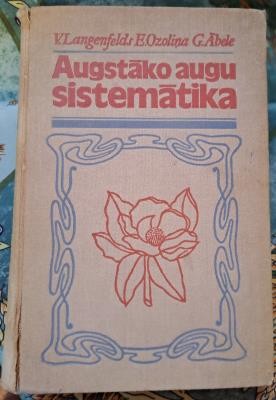 V. Langenfelds E. Ozoliņa G. Ābele
Augstāko augu
sistemātika